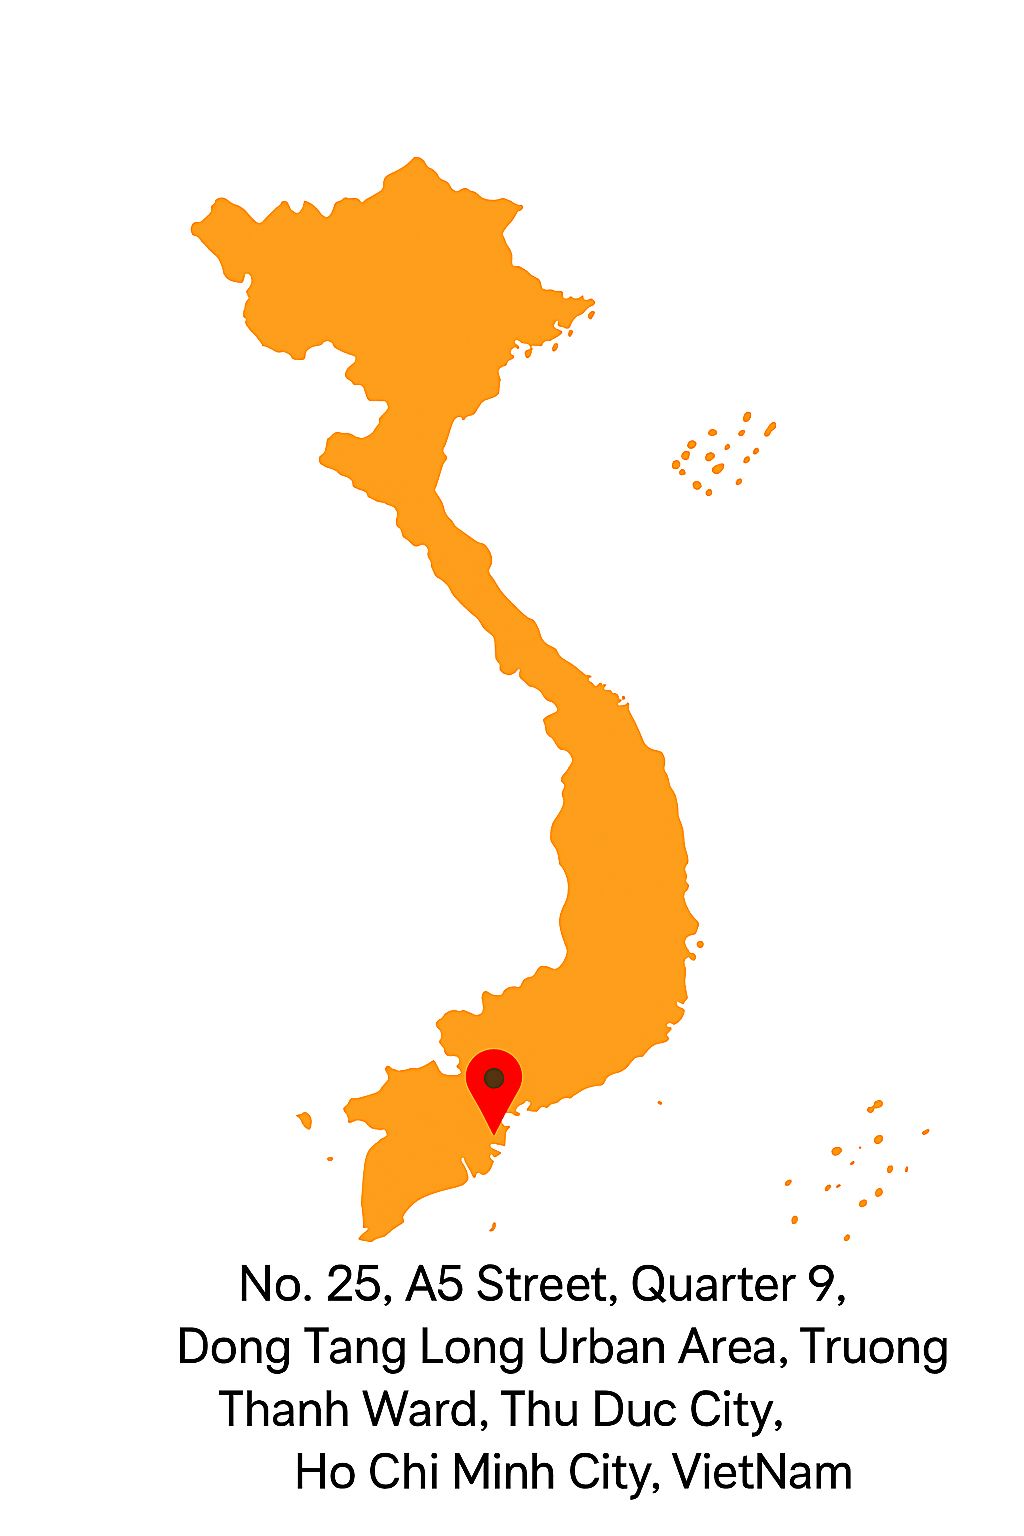 No. 25, A5 Street, Quarter 9,
Dong Tang Long Urban Area, Truong
Thanh Ward, Thu Duc City,
Ho Chi Minh City, VietNam